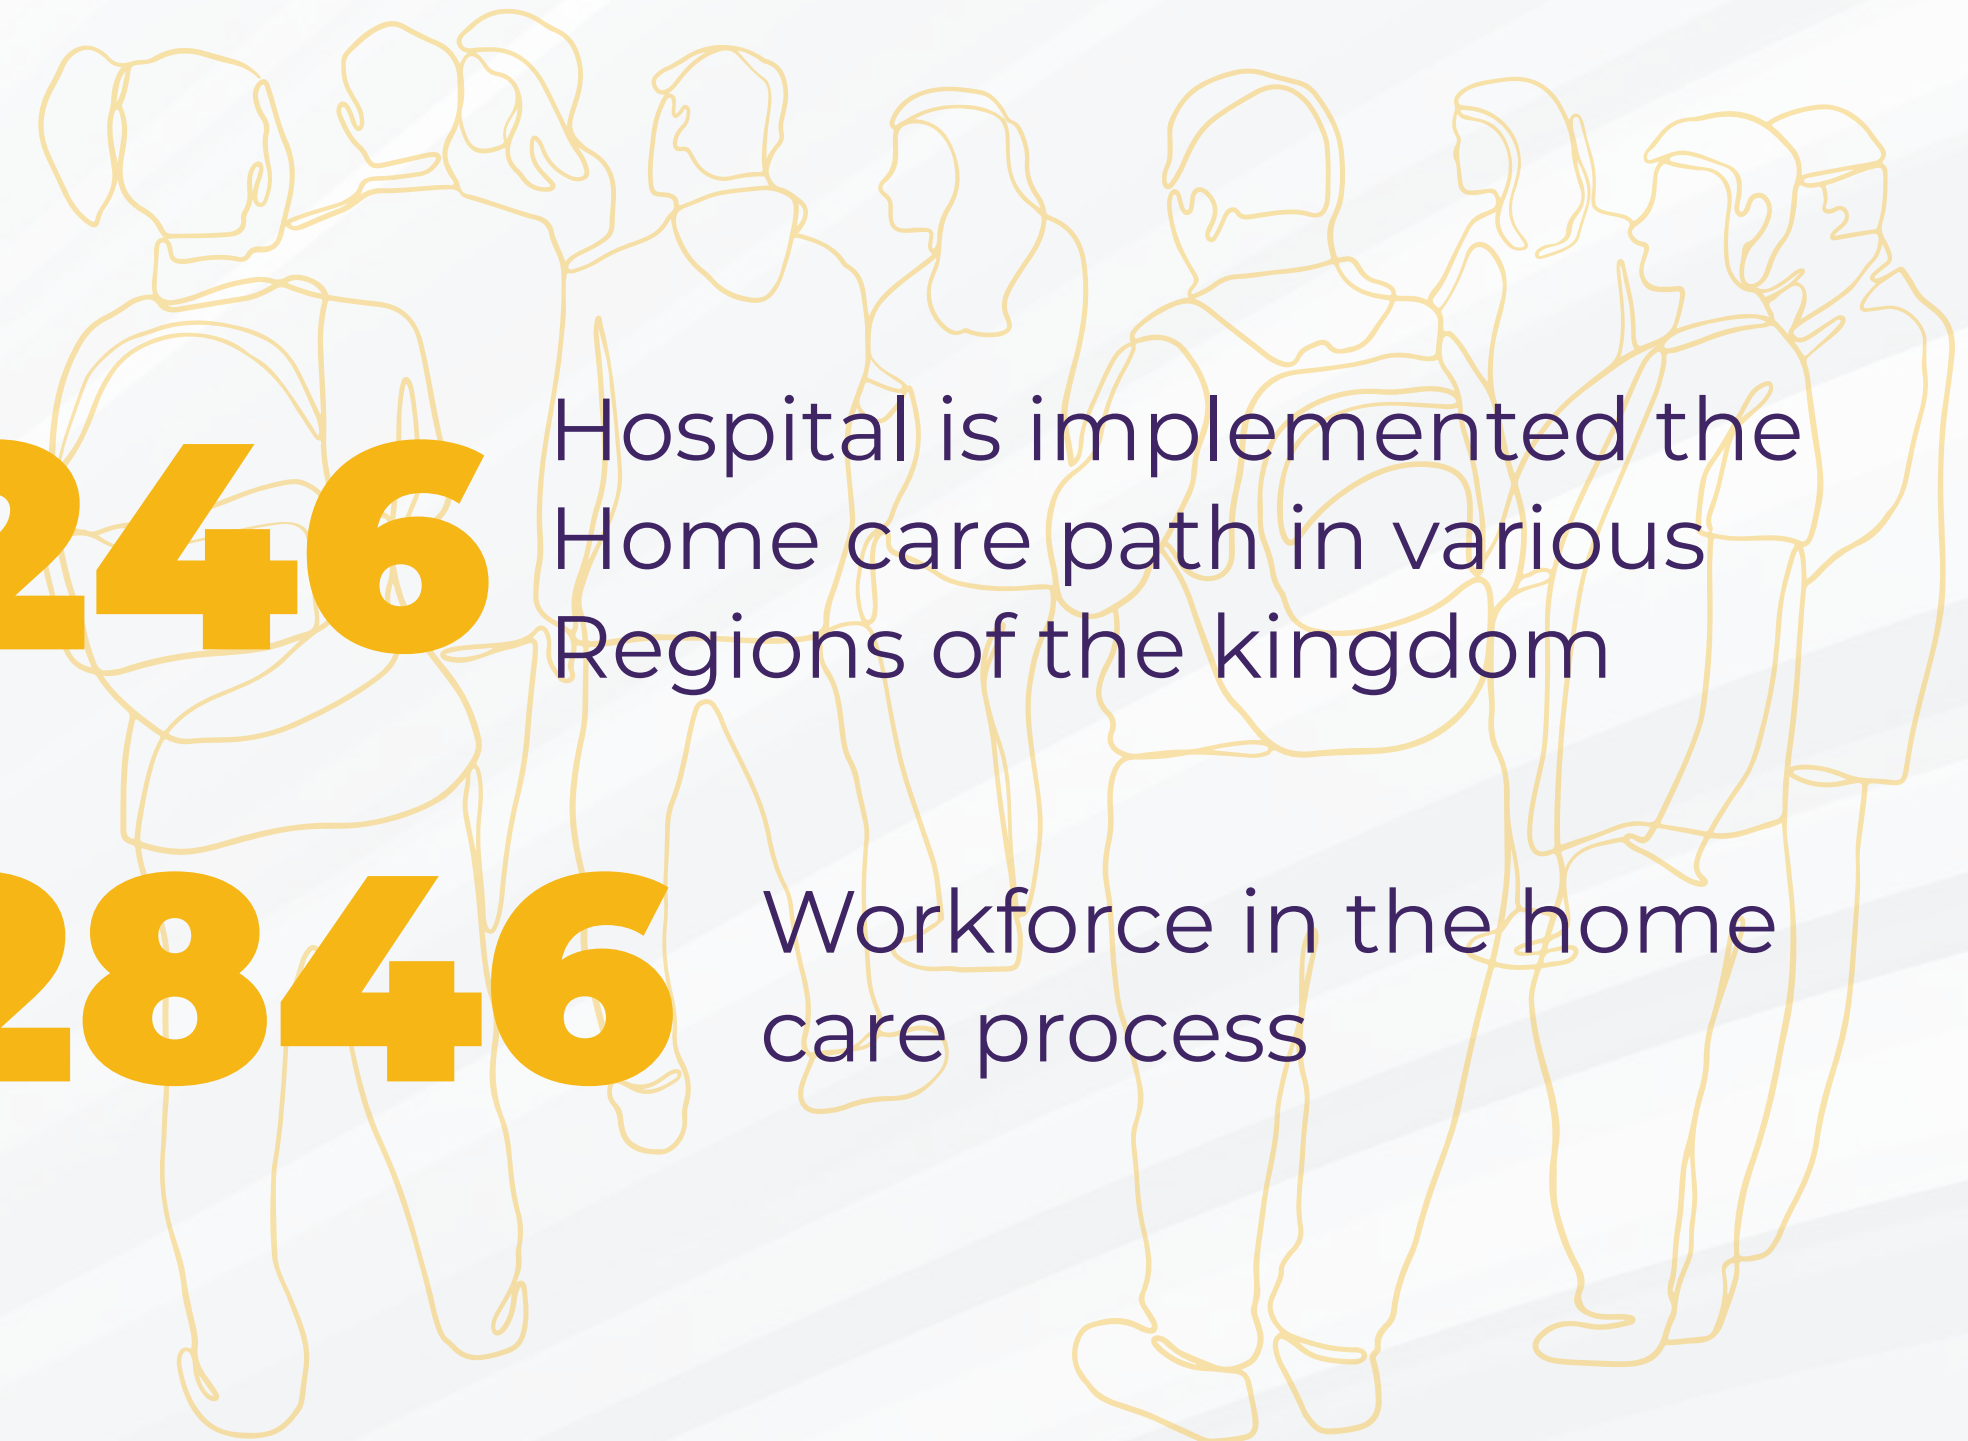 246
Hospital is implemented the
Home care path in various
Regions of the kingdom
2846
Workforce in the home
care process